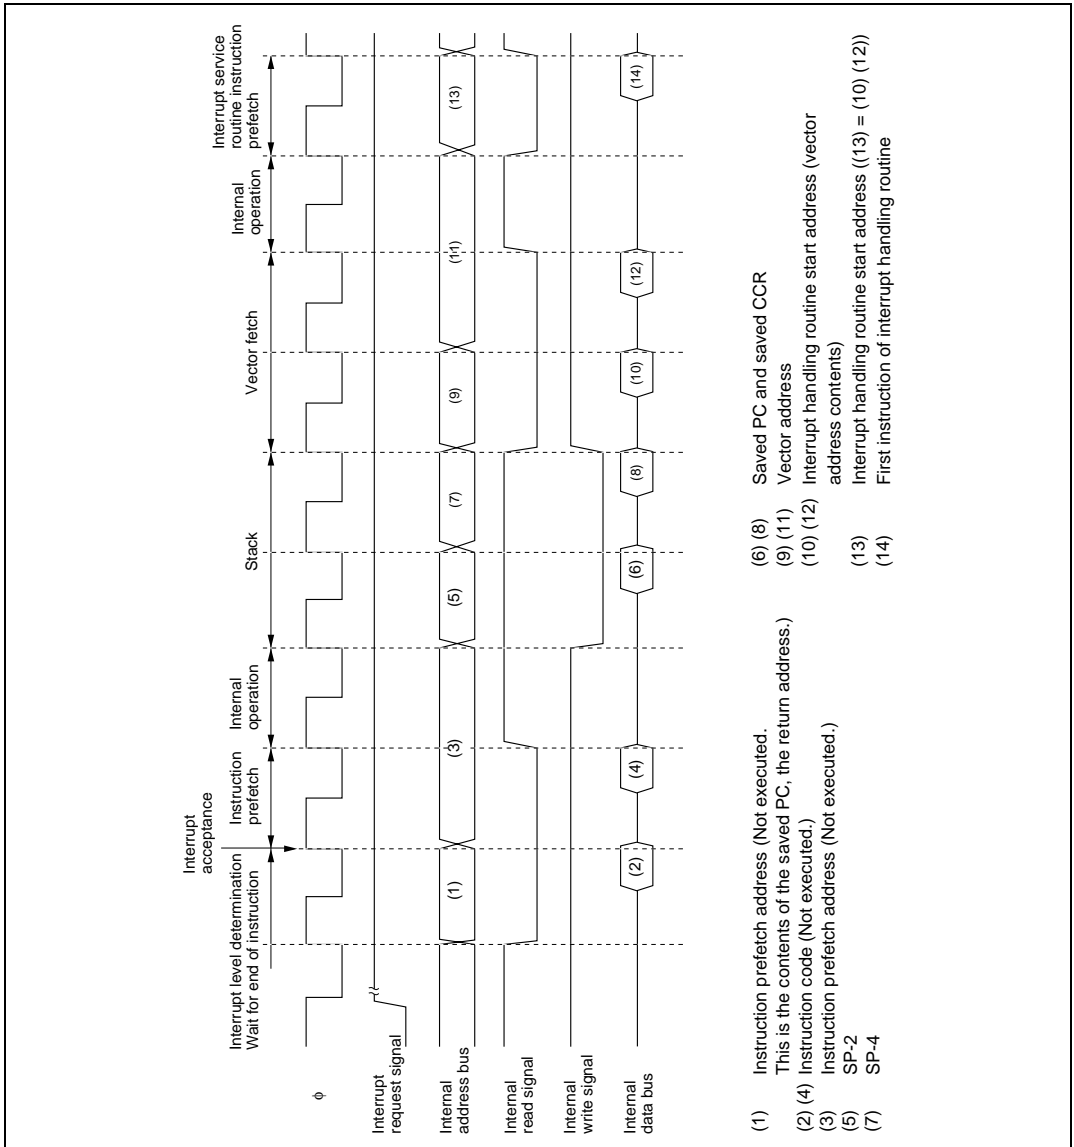 Interrupt
acceptance
Interrupt level determination
Wait for end of instruction
Instruction
prefetch
Internal
operation
Stack
Vector fetch
Internal
operation
Interrupt service
routine instruction
prefetch
φ
Interrupt
request signal
Internal
address bus
(1)
(3)
(5)
(7)
(9)
(11)
(13)
Internal
read signal
Internal
write signal
Internal
data bus
(2)
(4)
(6)
(8)
(10)
(12)
(14)
(1) Instruction prefetch address (Not executed.
This is the contents of the saved PC, the return address.)
(2) (4) Instruction code (Not executed.)
(3) Instruction prefetch address (Not executed.)
(5) SP-2
(7) SP-4
(6) (8) Saved PC and saved CCR
(9) (11) Vector address
(10) (12) Interrupt handling routine start address (vector
address contents)
(13) Interrupt handling routine start address ((13) = (10) (12))
(14) First instruction of interrupt handling routine